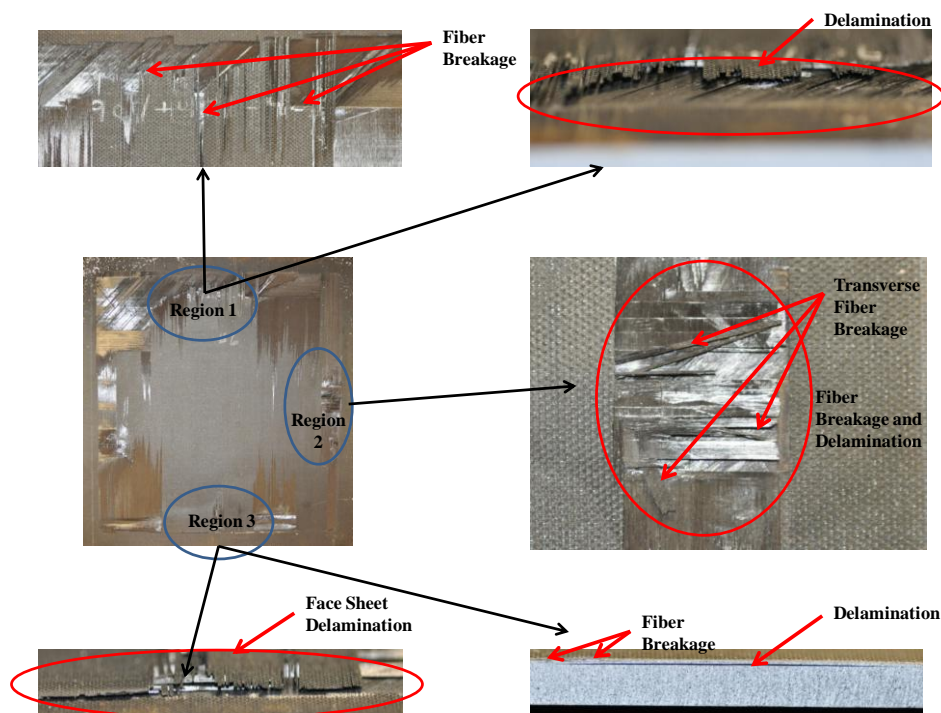 Fiber
Breakage
Delamination
Region 1
Region
2
Transverse
Fiber
Breakage
Fiber
Breakage and
Delamination
Region 3
Face Sheet
Delamination
Fiber
Breakage
Delamination